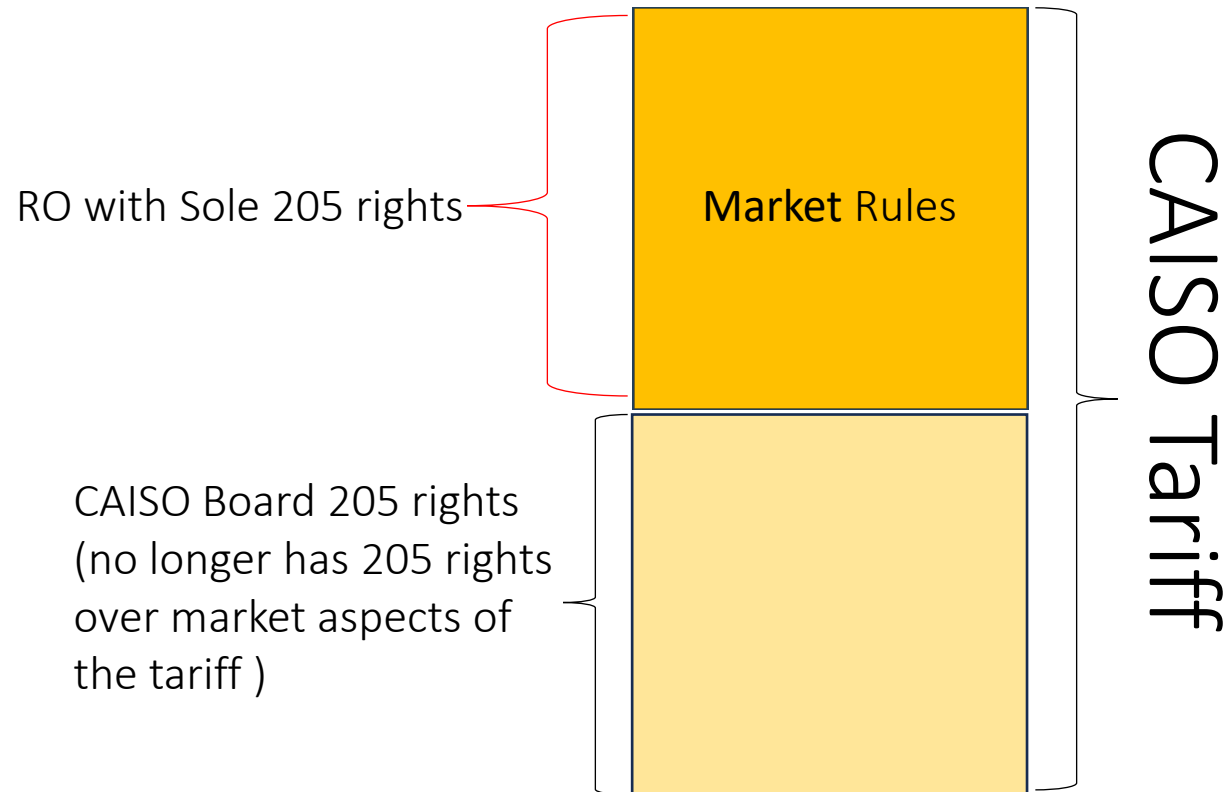 RO with Sole 205 rights
Market Rules
CAISO Board 205 rights
(no longer has 205 rights
over market aspects of
the tariff )
CAISO Tariff